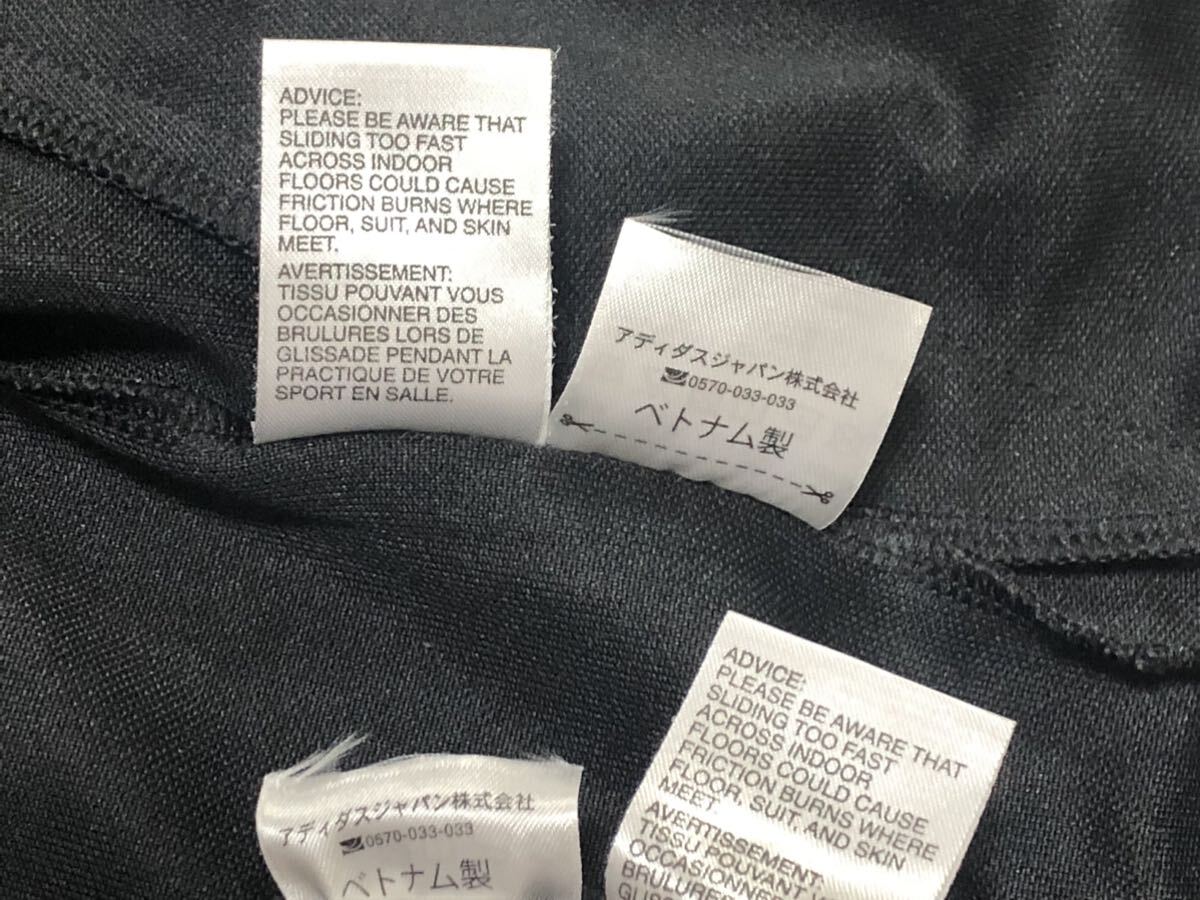 ADVICE:
PLEASE BE AWARE THAT
SLIDING TOO FAST
ACROSS INDOOR
FLOORS COULD CAUSE
FRICTION BURNS WHERE
FLOOR, SUIT, AND SKIN
MEET.
AVERTISSEMENT:
TISSU POUVANT VOUS
OCCASIONNER DES
BRULURES LORS DE
GLISSADE PENDANT LA
PRACTIQUE DE VOTRE
SPORT EN SALLE.
アディダスジャパン株式会社
0570-033-033
ベトナム製
ADVICE:
PLEASE BE AWARE THAT
SLIDING TOO FAST
ACROSS INDOOR
FLOORS COULD CAUSE
FRICTION BURNS WHERE
FLOOR, SUIT, AND SKIN
MEET.
AVERTISSEMENT:
TISSU POUVANT
OCCASIONNER
BRULURES
アディダスジャパン株式会社
0570-033-033
ベトナム製